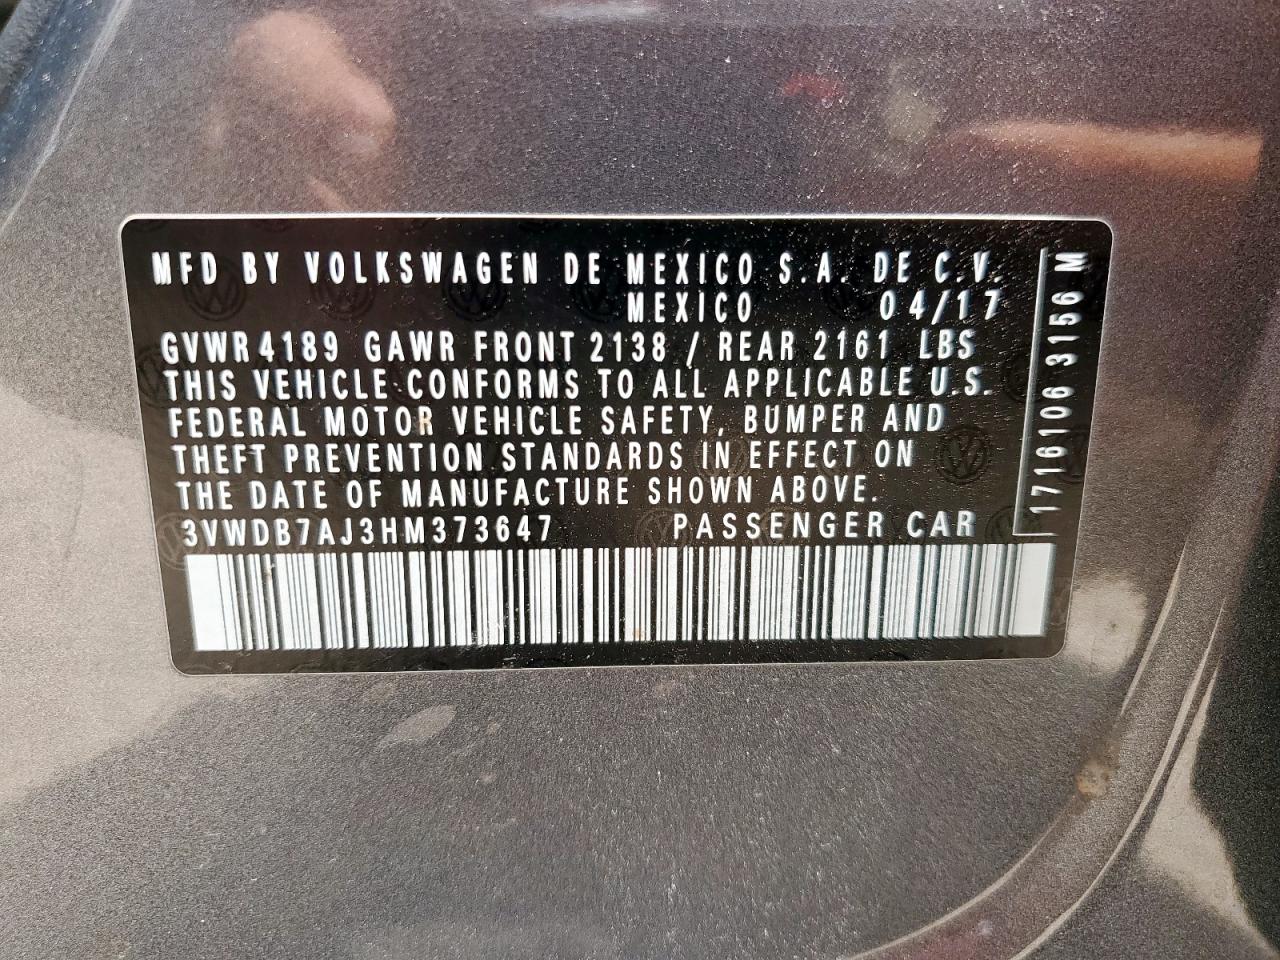 MFD BY VOLKSWAGEN DE MEXICO S.A. DE C.V.
MEXICO 04/17
GVWR 4189 GAWR FRONT 2138 / REAR 2161 LBS
THIS VEHICLE CONFORMS TO ALL APPLICABLE U.S.
FEDERAL MOTOR VEHICLE SAFETY, BUMPER AND
THEFT PREVENTION STANDARDS IN EFFECT ON
THE DATE OF MANUFACTURE SHOWN ABOVE.
3VWDB7AJ3HM373647 PASSENGER CAR
1716106 3156 M